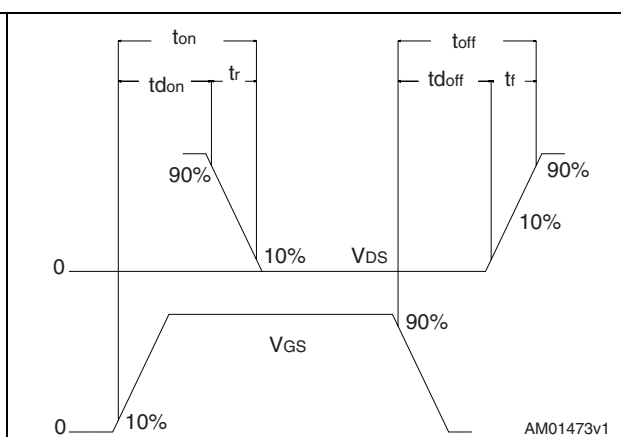 ton toff
tdon tr tdoff tf
90% 90%
10% 10%
0 VDS
90%
VGS
0 10% AM01473v1